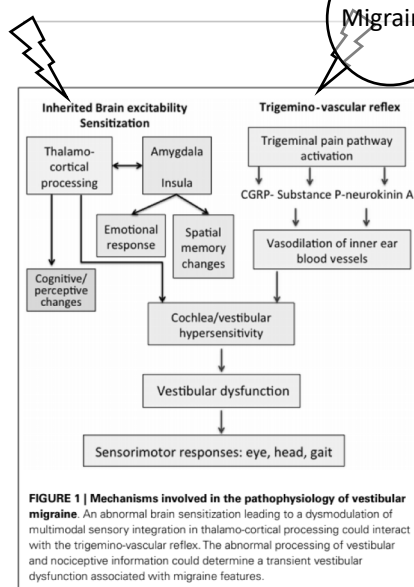 Migrain
Inherited Brain excitability
Sensitization
Trigemino-vascular reflex
Thalamo-
cortical
processing
Amygdala
Insula
Trigeminal pain pathway
activation
CGRP- Substance P-neurokinin A
Emotional
response
Spatial
memory
changes
Vasodilation of inner ear
blood vessels
Cognitive/
perceptive
changes
Cochlea/vestibular
hypersensitivity
Vestibular dysfunction
Sensorimotor responses: eye, head, gait
FIGURE 1 | Mechanisms involved in the pathophysiology of vestibular
migraine. An abnormal brain sensitization leading to a dysmodulation of
multimodal sensory integration in thalamo-cortical processing could interact
with the trigemino-vascular reflex. The abnormal processing of vestibular
and nociceptive information could determine a transient vestibular
dysfunction associated with migraine features.